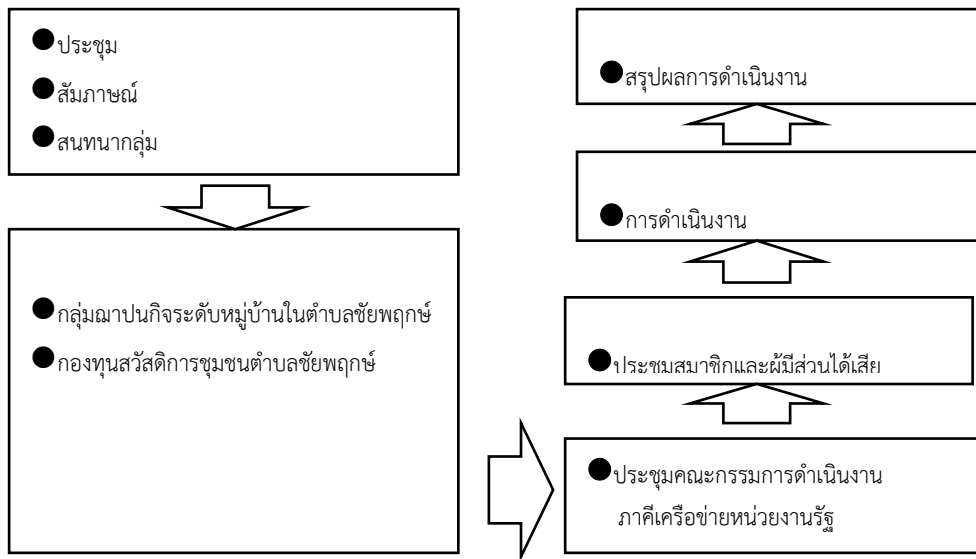 ●ประชุม
●สัมภาษณ์
●สนทนากลุ่ม
●กลุ่มฌาปนกิจระดับหมู่บ้านในตำบลชัยพฤกษ์
●กองทุนสวัสดิการชุมชนตำบลชัยพฤกษ์
●ประชุมคณะกรรมการดำเนินงาน
ภาคีเครือข่ายหน่วยงานรัฐ
●ประชุมสมาชิกและผู้มีส่วนได้เสีย
●การดำเนินงาน
●สรุปผลการดำเนินงาน